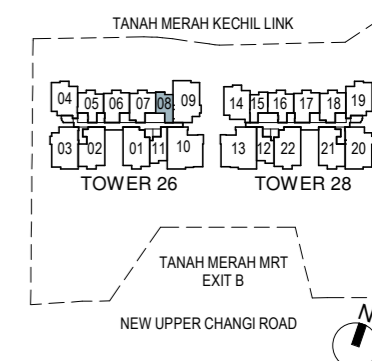 TANAH MERAH KECHIL LINK
04 05 06 07 08 09 14 15 16 17 18 19
03 02 01 11 10 13 12 22 21 20
TOWER 26 TOWER 28
TANAH MERAH MRT
EXIT B
NEW UPPER CHANGI ROAD
N